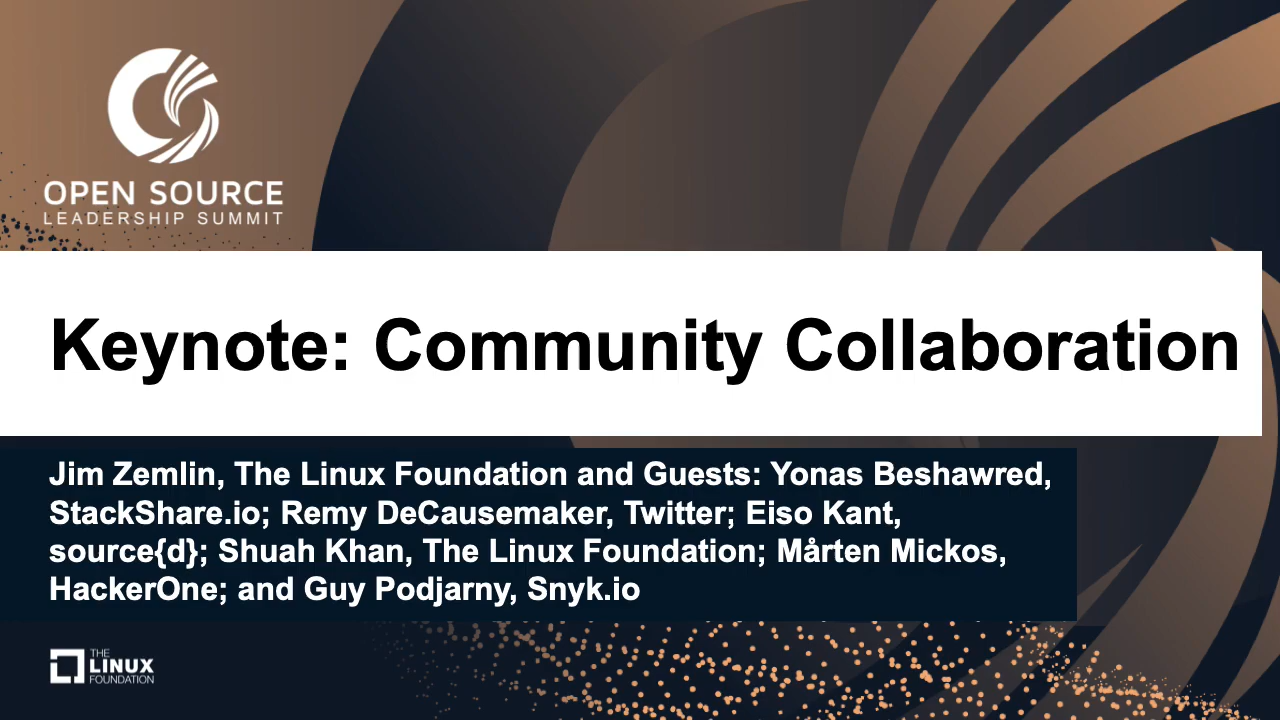 OPEN SOURCE
LEADERSHIP SUMMIT
Keynote: Community Collaboration
Jim Zemlin, The Linux Foundation and Guests: Yonas Beshawred,
StackShare.io; Remy DeCausemaker, Twitter; Eiso Kant,
source{d}; Shuah Khan, The Linux Foundation; Mårten Mickos,
HackerOne; and Guy Podjarny, Snyk.io
THE
LINUX
FOUNDATION